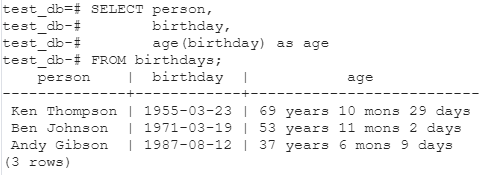 test_db=# SELECT person,
test_db-#        birthday,
test_db-#        age(birthday) as age
test_db-# FROM birthdays;
    person    |  birthday  |           age
--------------+------------+--------------------------
 Ken Thompson | 1955-03-23 | 69 years 10 mons 29 days
 Ben Johnson  | 1971-03-19 | 53 years 11 mons 2 days
 Andy Gibson  | 1987-08-12 | 37 years 6 mons 9 days
(3 rows)